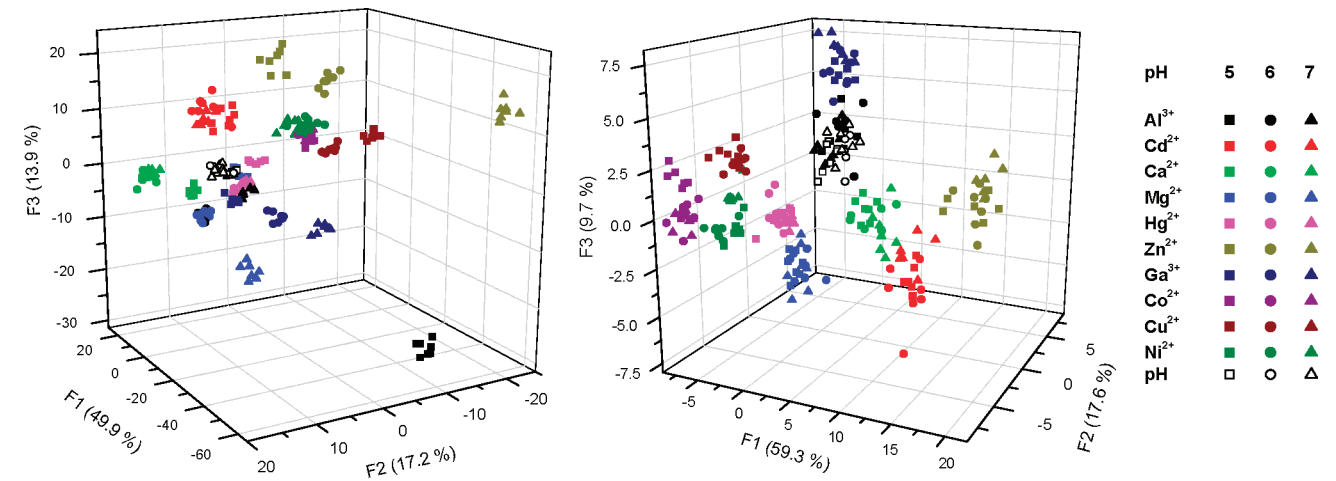 20
10
0
-10
-20
-30
F3 (13.9 %)
20
0
-20
-40
-60
F1 (49.9 %)
20
10
0
-10
-20
F2 (17.2 %)
7.5
5.0
2.5
0.0
-2.5
-5.0
-7.5
F3 (9.7 %)
-5
0
5
10
15
20
F1 (59.3 %)
5
0
-5
F2 (17.6 %)
pH 5 6 7
Al³⁺
Cd²⁺
Ca²⁺
Mg²⁺
Hg²⁺
Zn²⁺
Ga³⁺
Co²⁺
Cu²⁺
Ni²⁺
pH